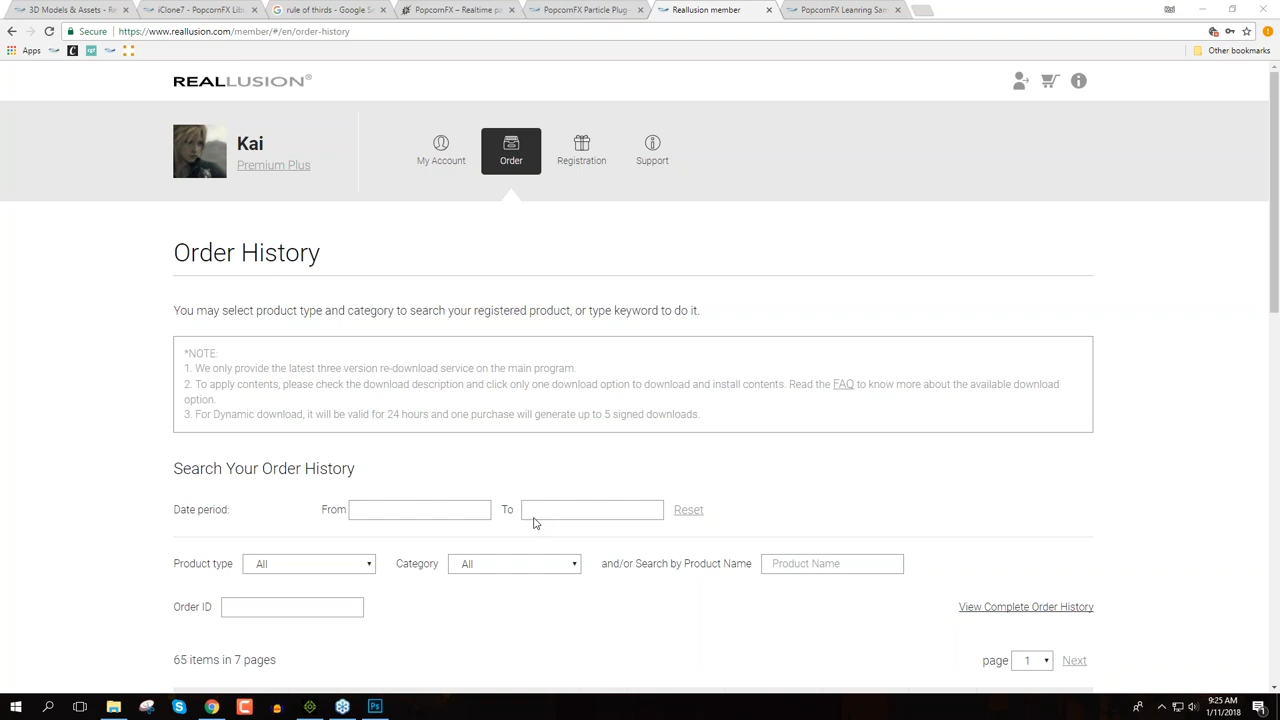 3D Models & Assets - R
iClone7 - PopcornFX Lib
rule of thirds - Google Se
PopcornFX – Realtime pa
PopcornFX Particle Plug-
Reallusion member
PopcornFX Leanring Sam
Secure
https://www.reallusion.com/member/#/en/order-history
Apps
Other bookmarks
REALLUSION®
Kai
Premium Plus
My Account
Order
Registration
Support
Order History
You may select product type and category to search your registered product, or type keyword to do it.
*NOTE:
1. We only provide the latest three version re-download service on the main program.
2. To apply contents, please check the download description and click only one download option to download and install contents. Read the FAQ to know more about the available download
option.
3. For Dynamic download, it will be valid for 24 hours and one purchase will generate up to 5 signed downloads.
Search Your Order History
Date period: From To Reset
Product type All Category All and/or Search by Product Name Product Name
Order ID View Complete Order History
65 items in 7 pages page 1 Next
9:25 AM
1/11/2018